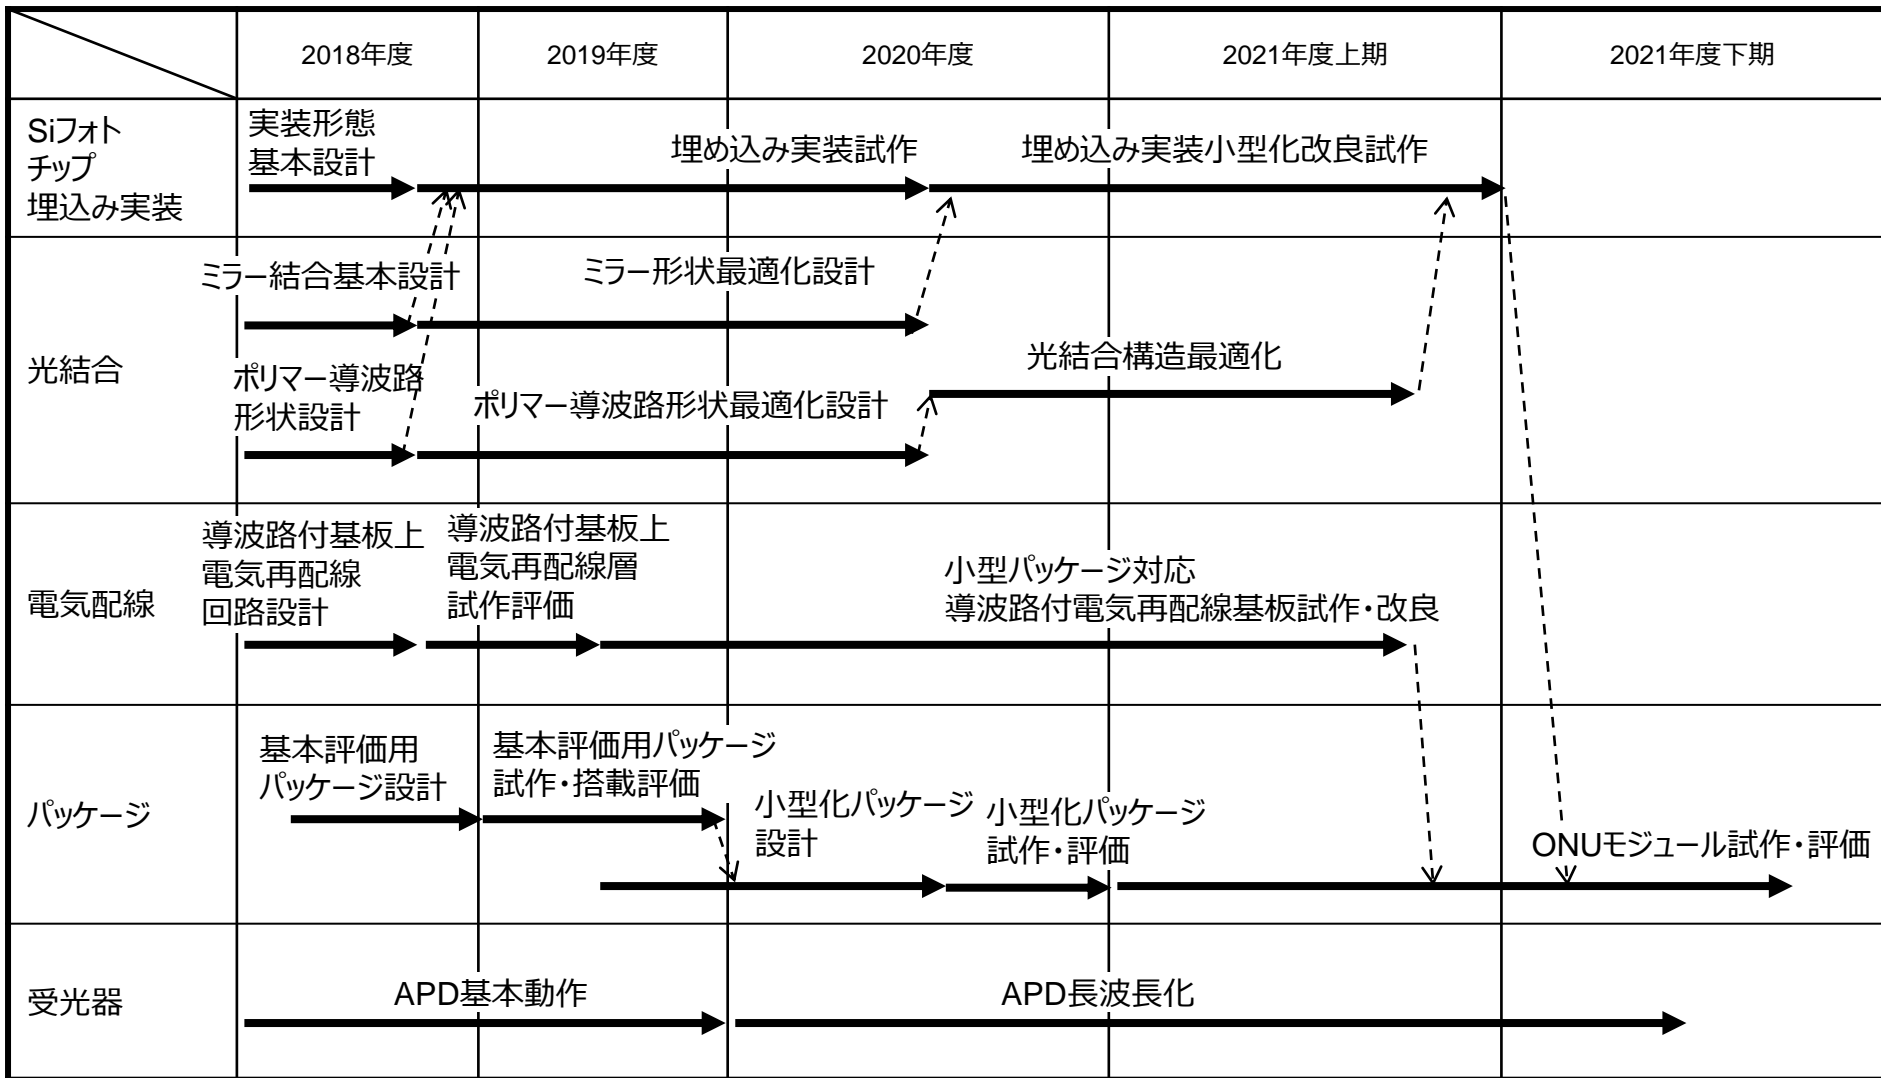 2018年度
2019年度
2020年度
2021年度上期
2021年度下期
Siフォト
チップ
埋込み実装
実装形態
基本設計
埋め込み実装試作
埋め込み実装小型化改良試作
光結合
ミラー結合基本設計
ミラー形状最適化設計
ポリマー導波路
形状設計
ポリマー導波路形状最適化設計
光結合構造最適化
電気配線
導波路付基板上
電気再配線
回路設計
導波路付基板上
電気再配線層
試作評価
小型パッケージ対応
導波路付電気再配線基板試作・改良
パッケージ
基本評価用
パッケージ設計
基本評価用パッケージ
試作・搭載評価
小型化パッケージ
設計
小型化パッケージ
試作・評価
ONUモジュール試作・評価
受光器
APD基本動作
APD長波長化